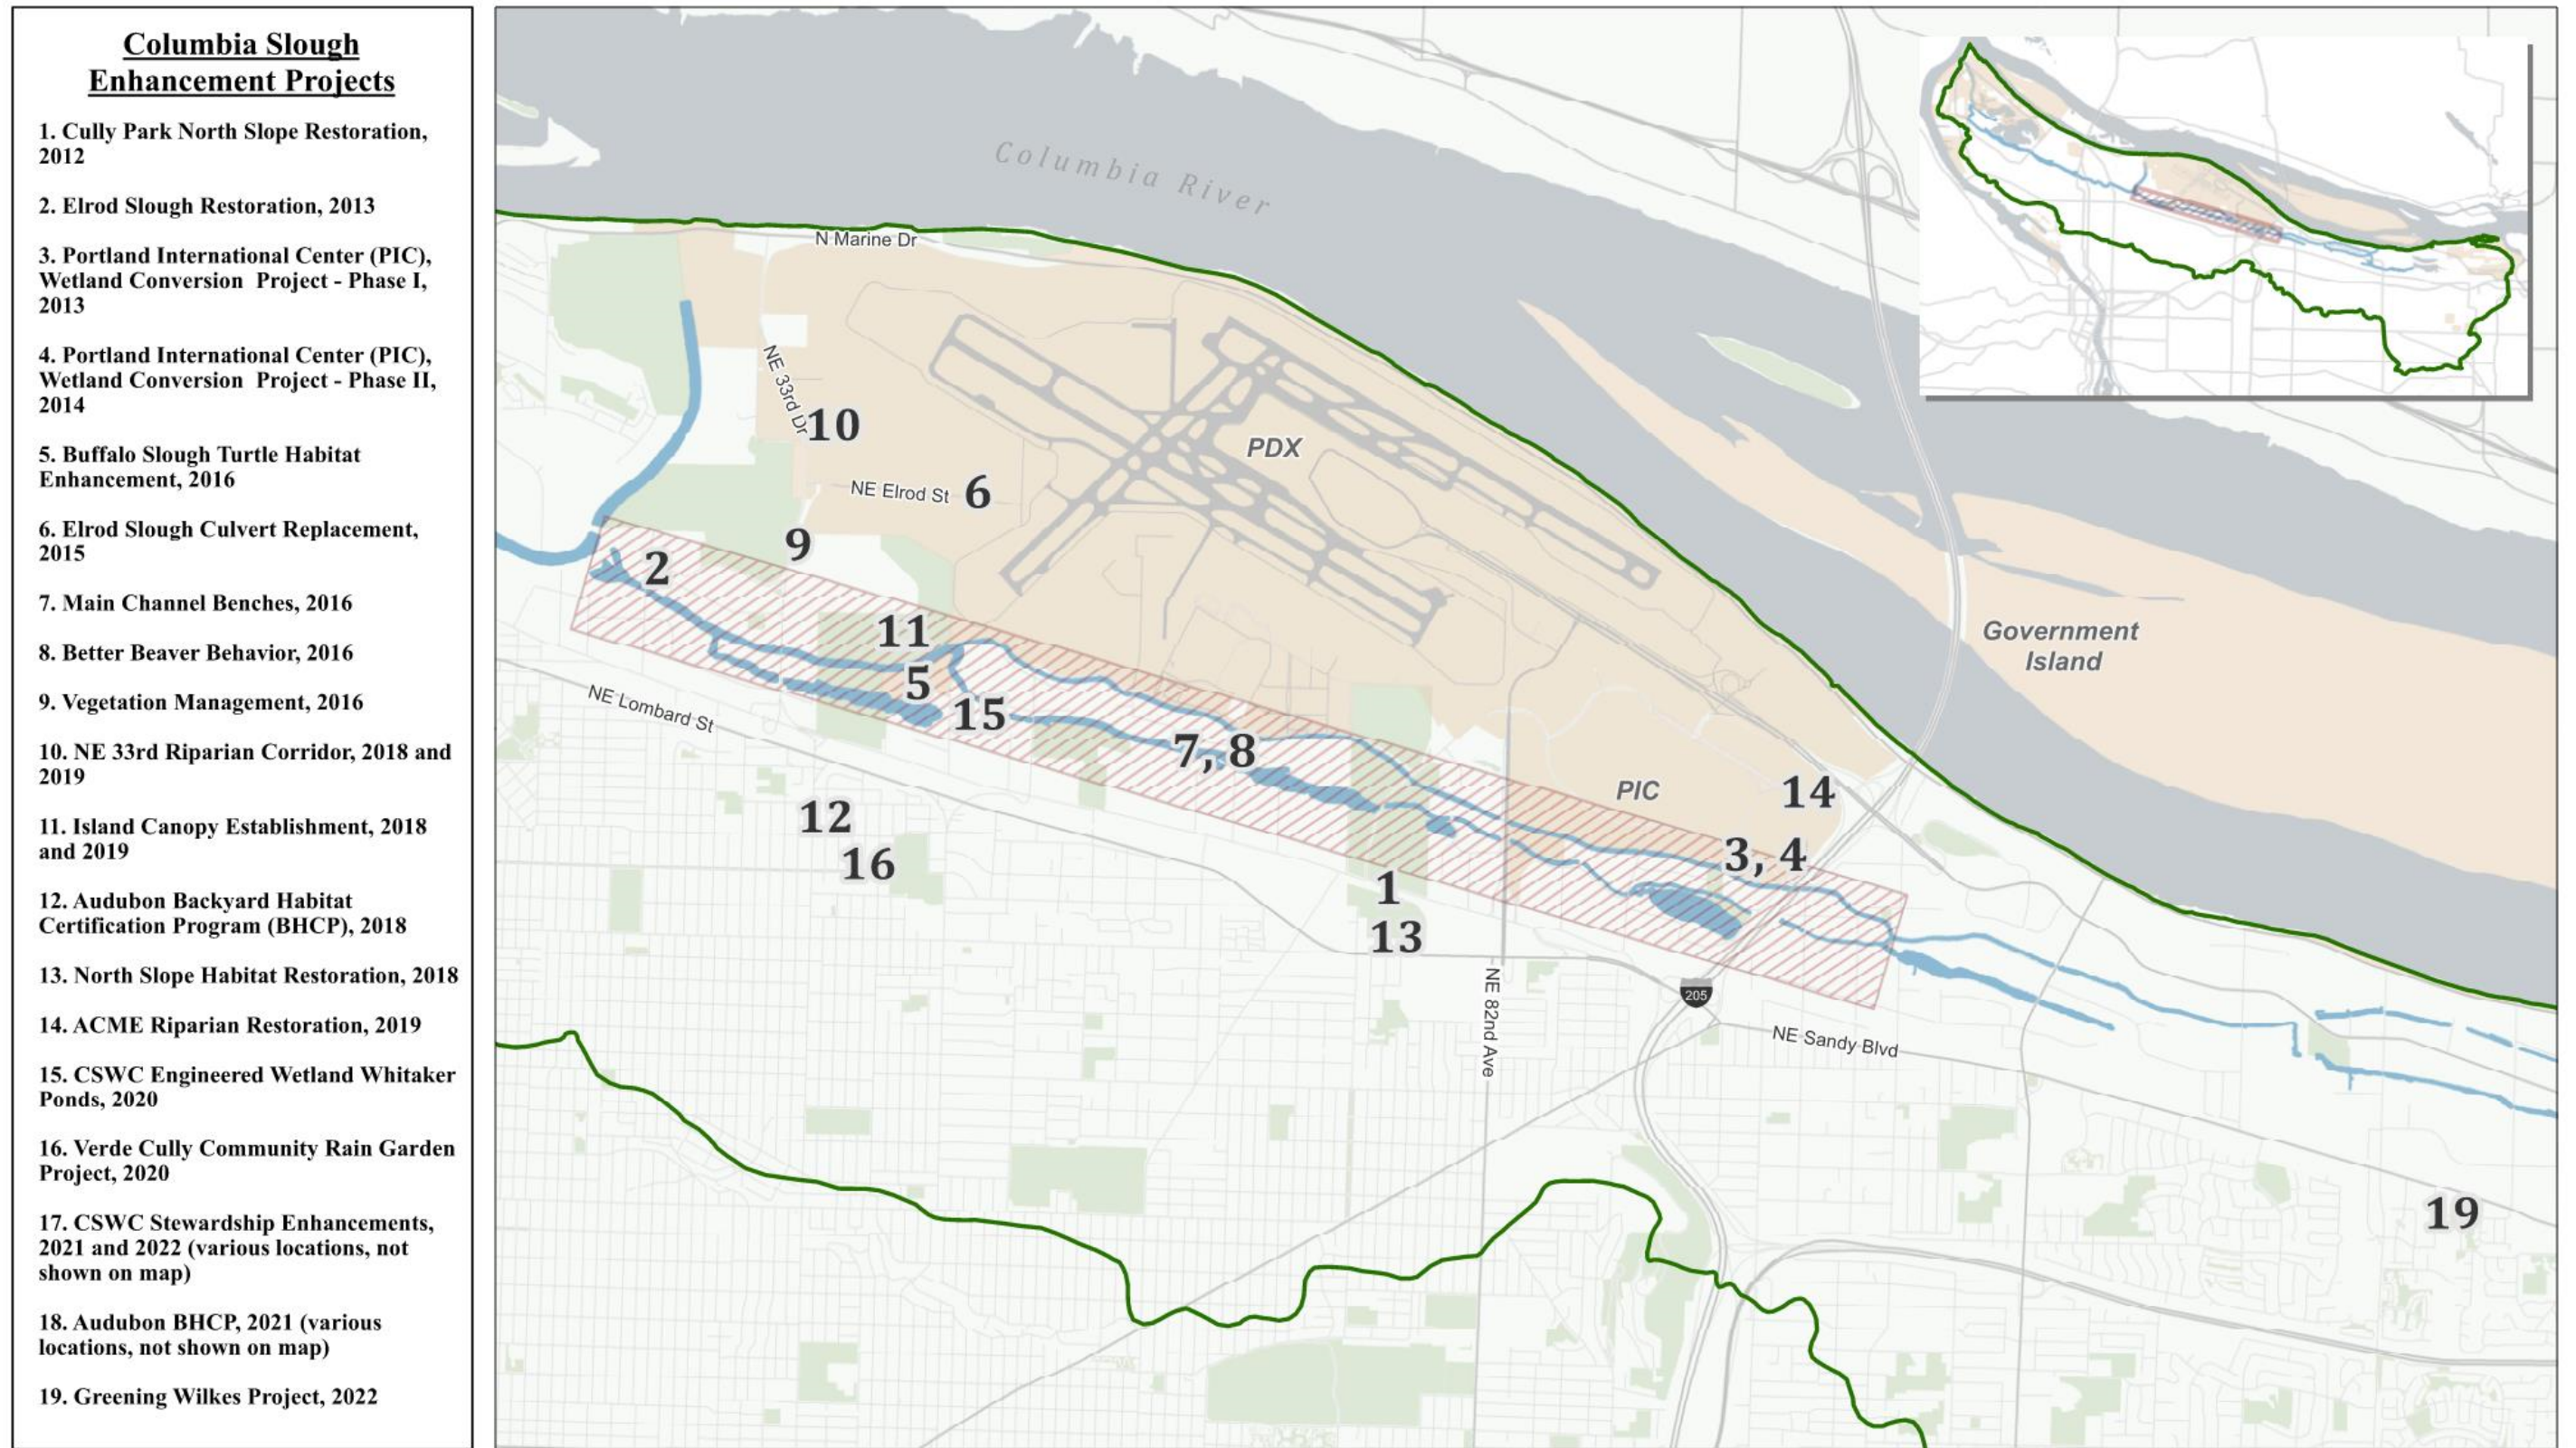 Columbia Slough
Enhancement Projects
1. Cully Park North Slope Restoration,
2012
2. Elrod Slough Restoration, 2013
3. Portland International Center (PIC),
Wetland Conversion Project - Phase I,
2013
4. Portland International Center (PIC),
Wetland Conversion Project - Phase II,
2014
5. Buffalo Slough Turtle Habitat
Enhancement, 2016
6. Elrod Slough Culvert Replacement,
2015
7. Main Channel Benches, 2016
8. Better Beaver Behavior, 2016
9. Vegetation Management, 2016
10. NE 33rd Riparian Corridor, 2018 and
2019
11. Island Canopy Establishment, 2018
and 2019
12. Audubon Backyard Habitat
Certification Program (BHCP), 2018
13. North Slope Habitat Restoration, 2018
14. ACME Riparian Restoration, 2019
15. CSWC Engineered Wetland Whitaker
Ponds, 2020
16. Verde Cully Community Rain Garden
Project, 2020
17. CSWC Stewardship Enhancements,
2021 and 2022 (various locations, not
shown on map)
18. Audubon BHCP, 2021 (various
locations, not shown on map)
19. Greening Wilkes Project, 2022
Columbia River
N Marine Dr
NE 33rd Dr
10
PDX
NE Elrod St
6
9
2
11
Government
Island
5
NE Lombard St
15
7, 8
PIC
14
12
3, 4
16
1
13
NE 82nd Ave
205
NE Sandy Blvd
19